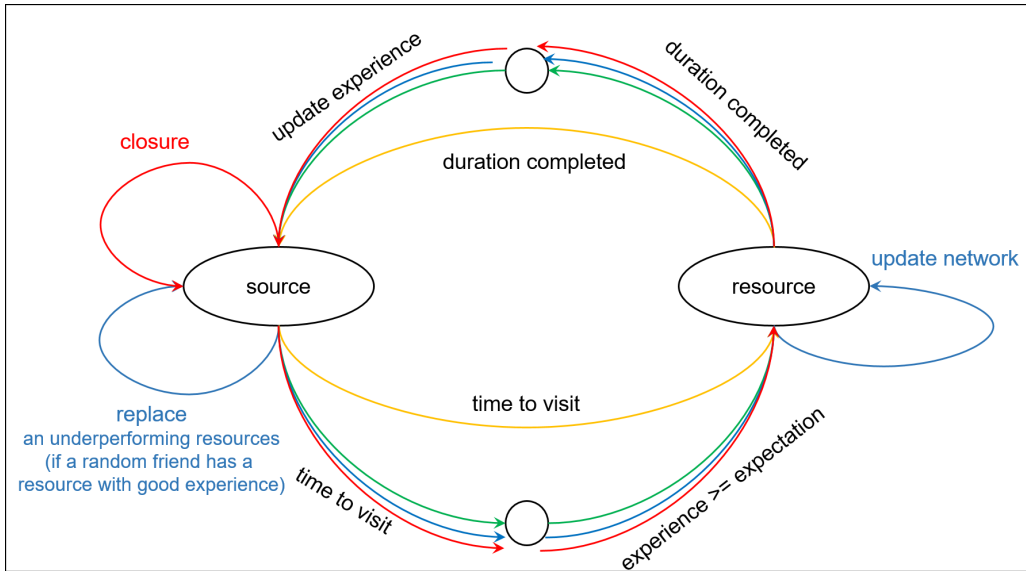 update experience
duration completed
closure
duration completed
source
resource
update network
replace
an underperforming resources
(if a random friend has a
resource with good experience)
time to visit
time to visit
experience >= expectation